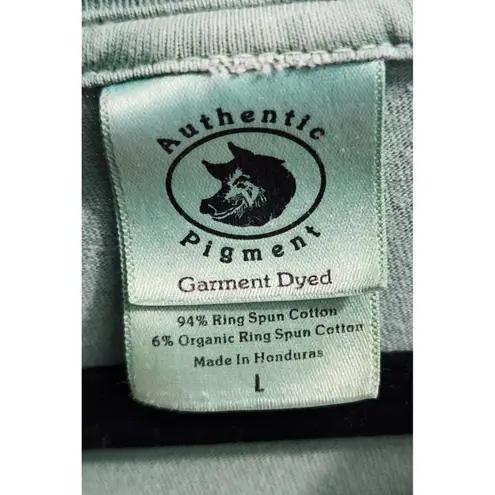 Authentic
Pigment
Garment Dyed
94% Ring Spun Cotton
6% Organic Ring Spun Cotton
Made In Honduras
L